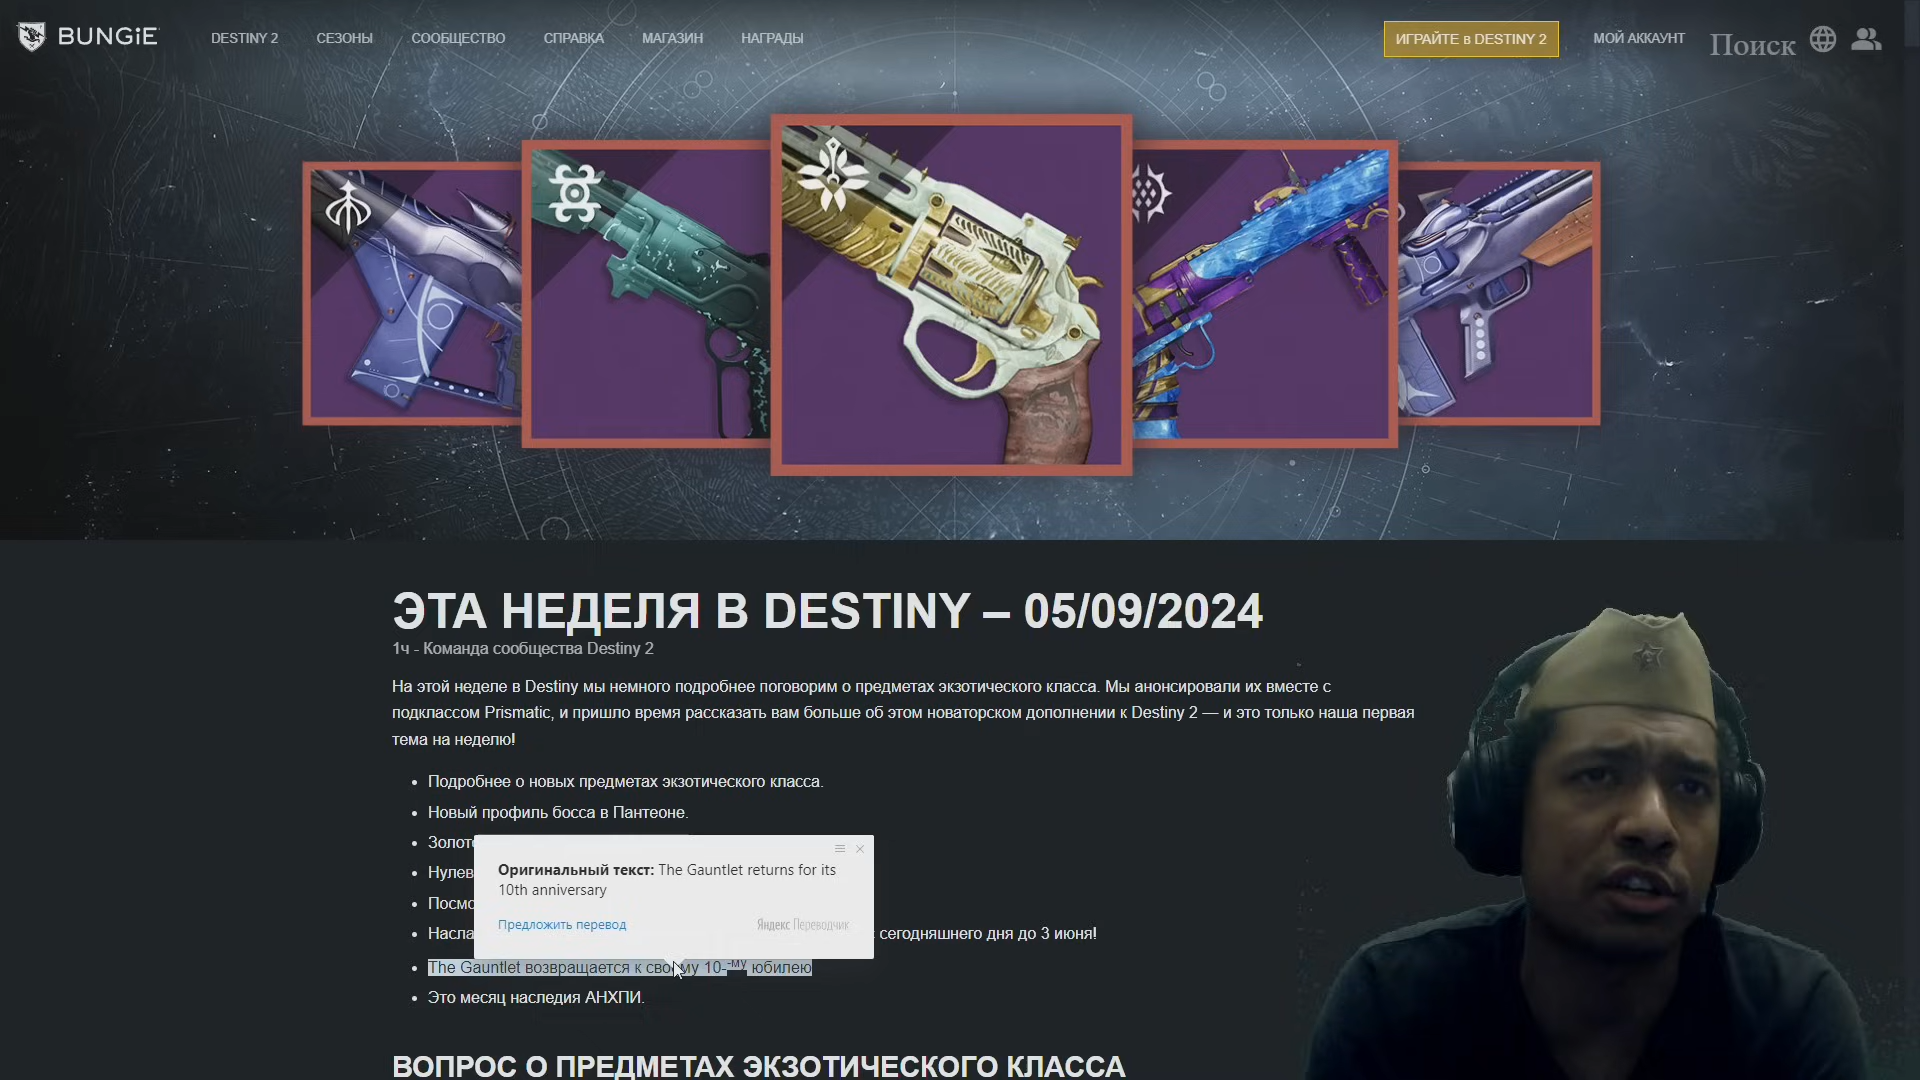 BUNGiE
DESTINY 2
СЕЗОНЫ
СООБЩЕСТВО
СПРАВКА
МАГАЗИН
НАГРАДЫ
ИГРАЙТЕ в DESTINY 2
МОЙ АККАУНТ
Поиск
ЭТА НЕДЕЛЯ В DESTINY – 05/09/2024
1ч - Команда сообщества Destiny 2
На этой неделе в Destiny мы немного подробнее поговорим о предметах экзотического класса. Мы анонсировали их вместе с
подклассом Prismatic, и пришло время рассказать вам больше об этом новаторском дополнении к Destiny 2 — и это только наша первая
тема на неделю!
Подробнее о новых предметах экзотического класса.
Новый профиль босса в Пантеоне.
Оригинальный текст: The Gauntlet returns for its
10th anniversary
Предложить перевод
Яндекс Переводчик
сегодняшнего дня до 3 июня!
The Gauntlet возвращается к своему 10--му юбилею
Это месяц наследия АНХПИ.
ВОПРОС О ПРЕДМЕТАХ ЭКЗОТИЧЕСКОГО КЛАССА